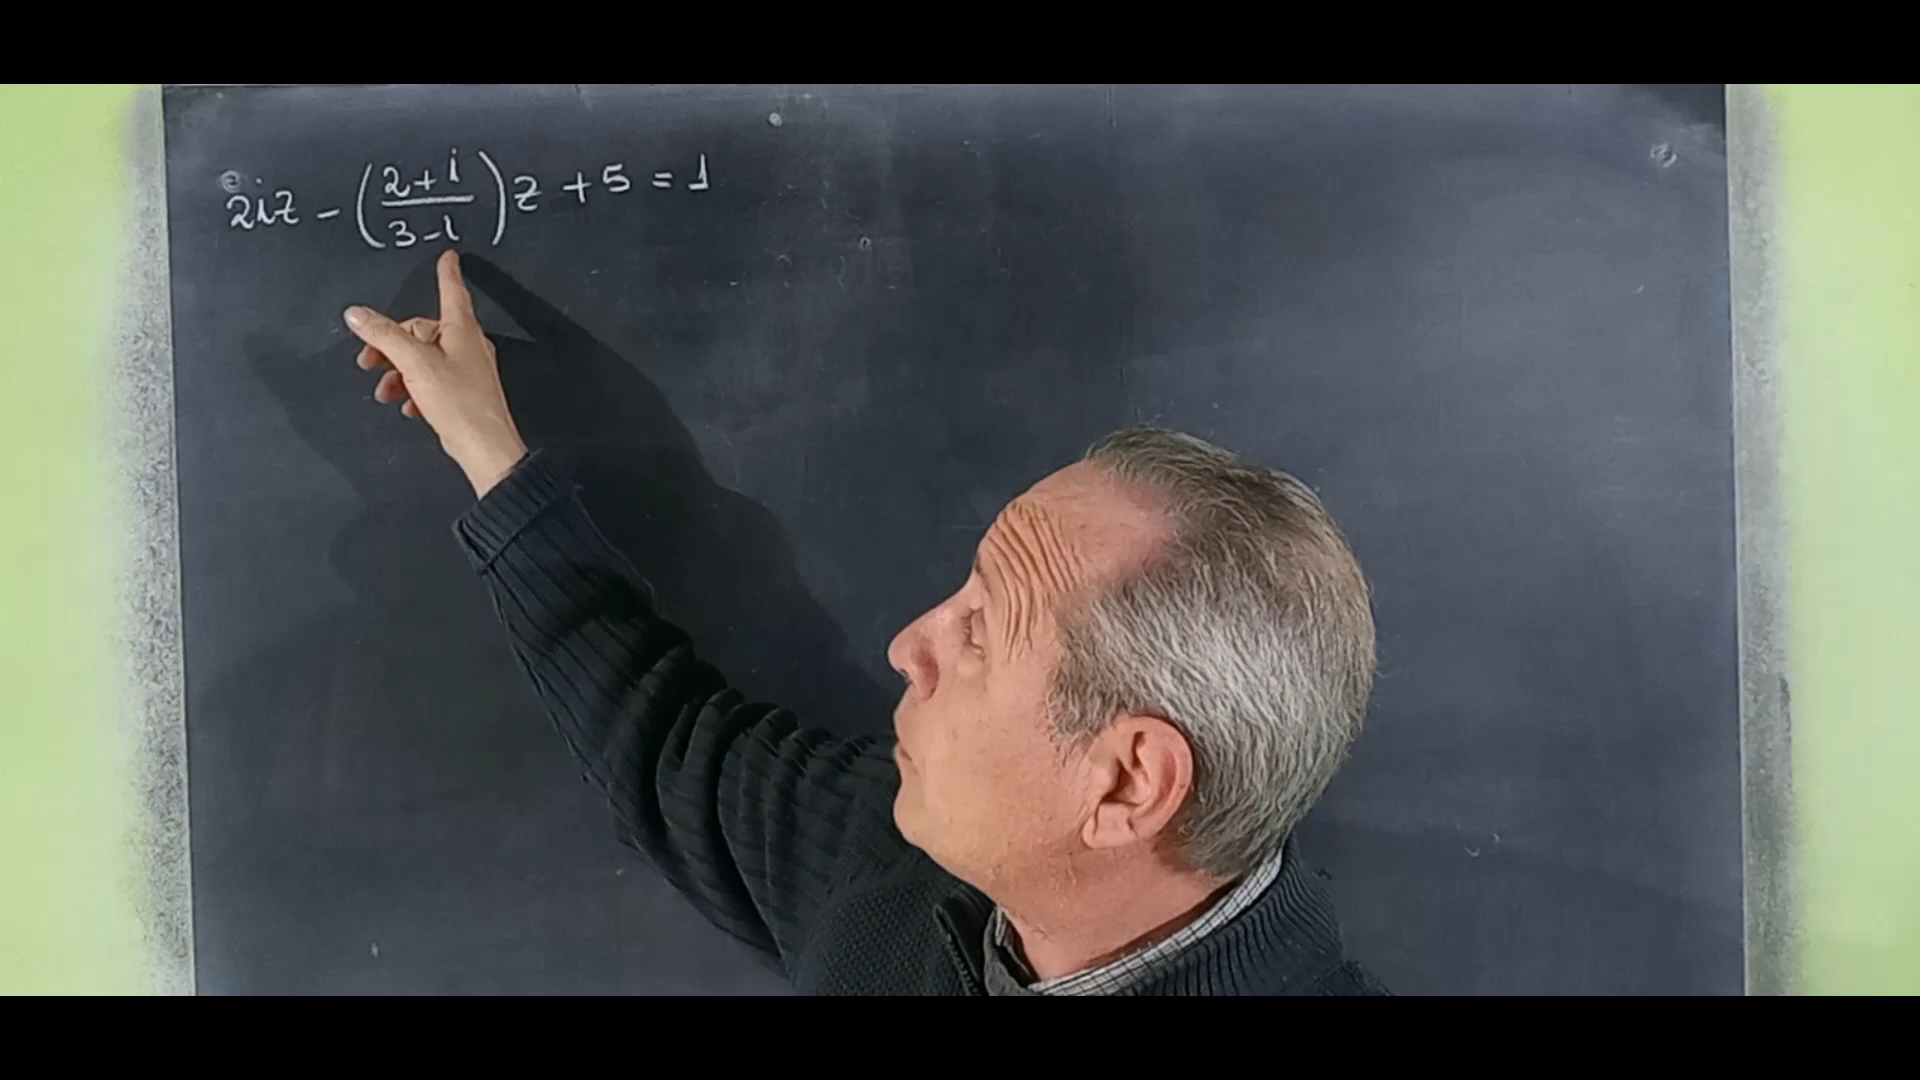 2iz - (2+i/3-i)z + 5 = 1